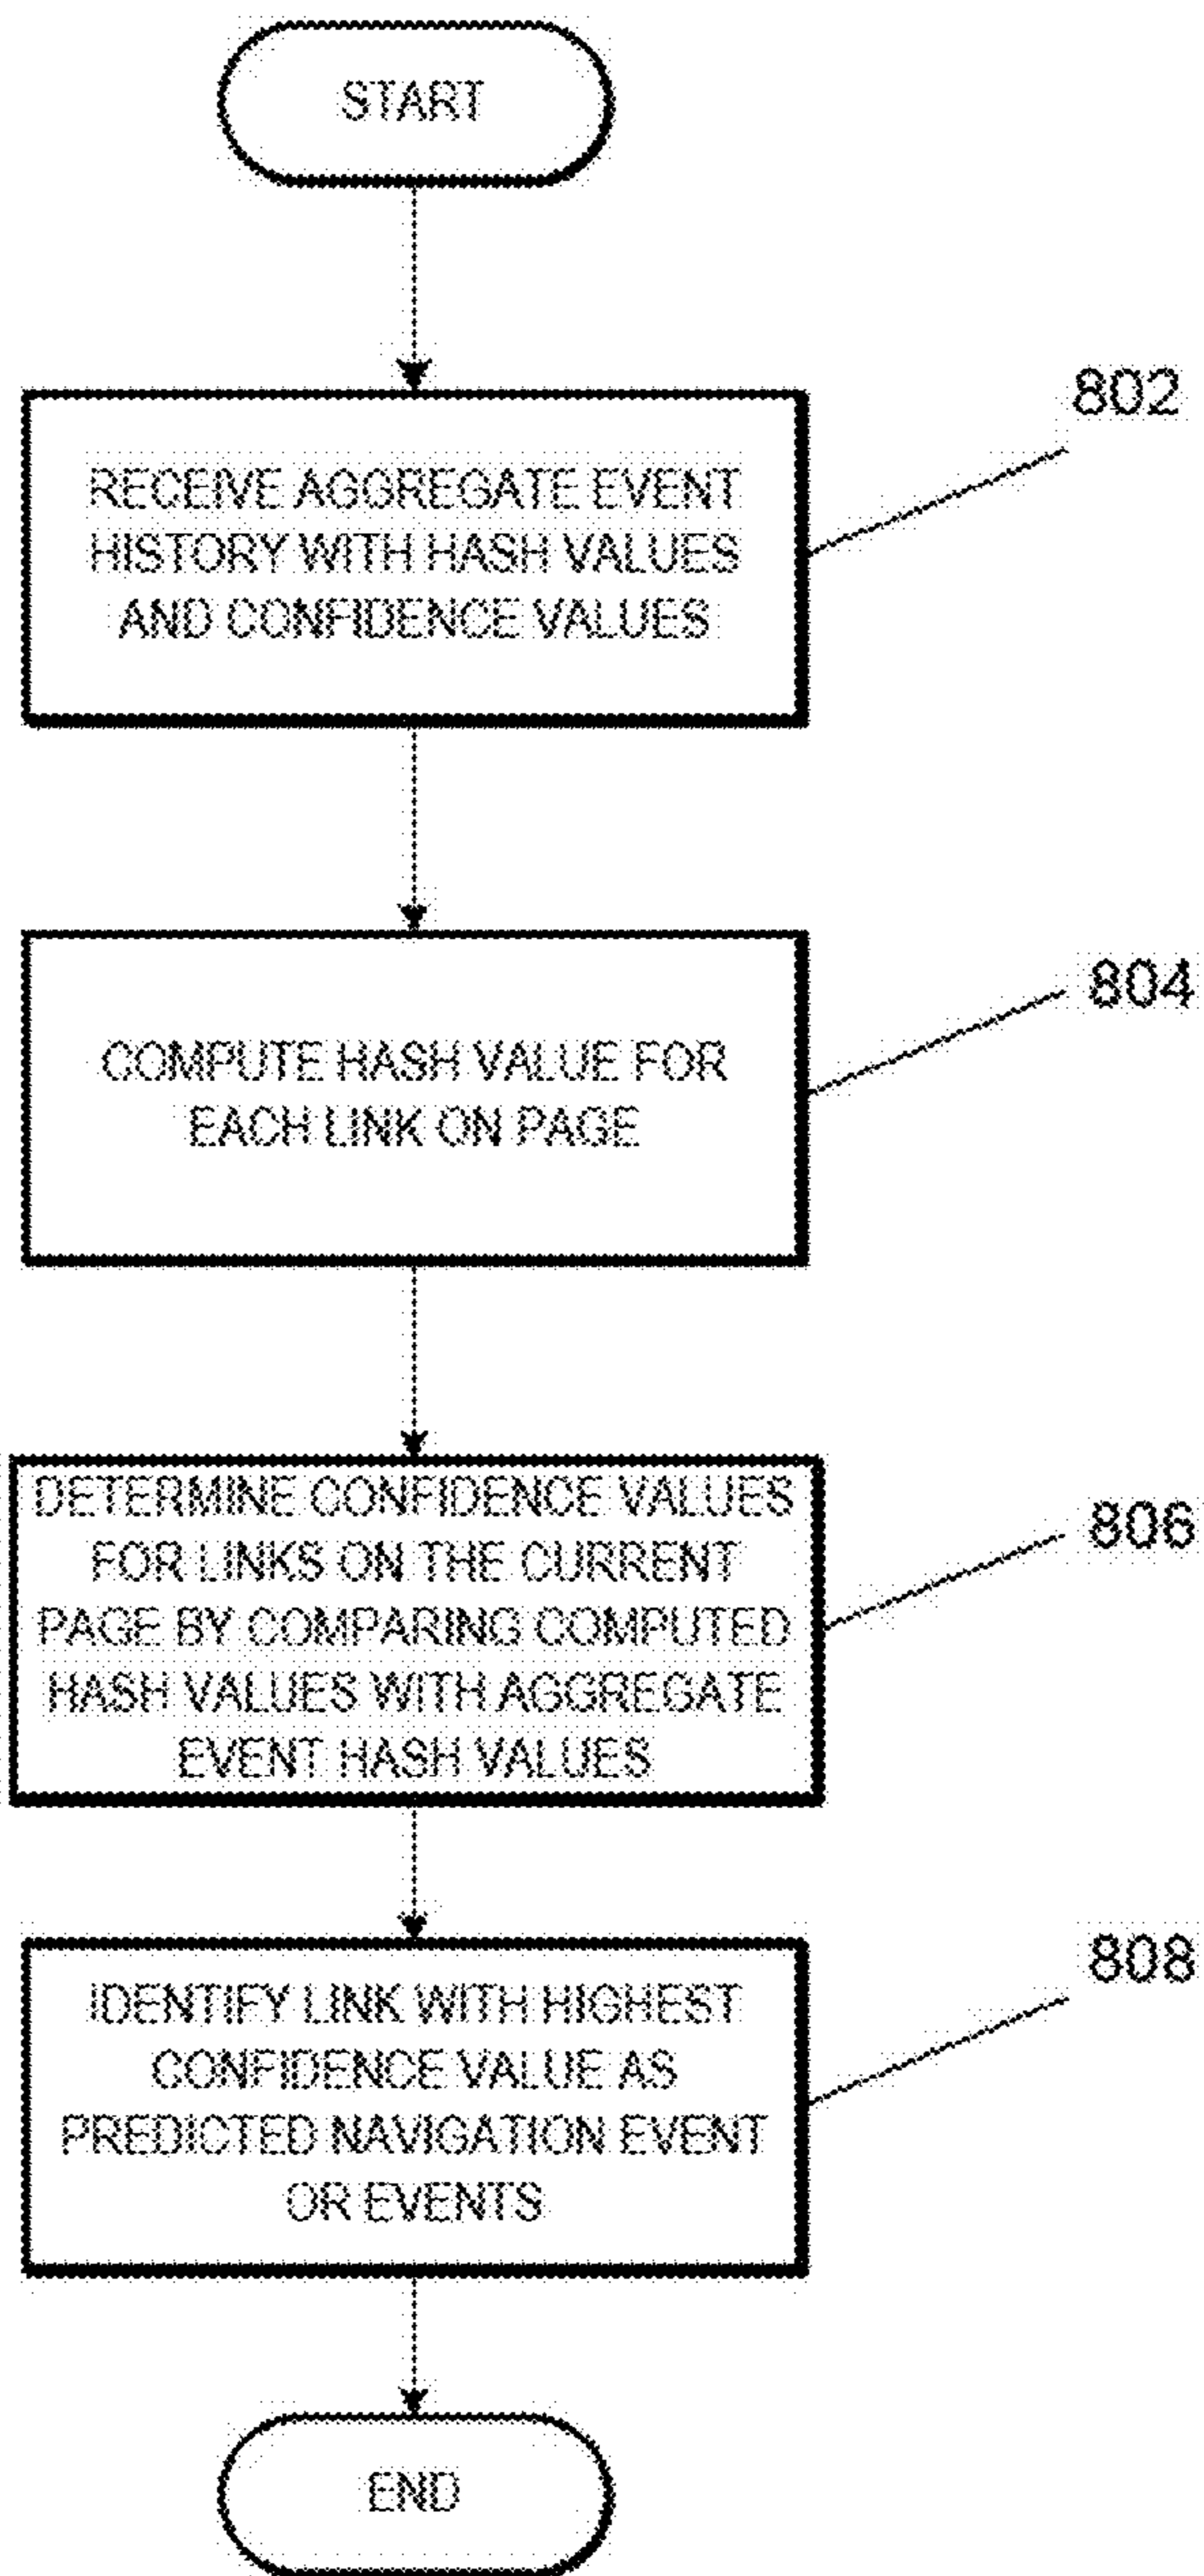 START
802
RECEIVE AGGREGATE EVENT
HISTORY WITH HASH VALUES
AND CONFIDENCE VALUES
804
COMPUTE HASH VALUE FOR
EACH LINK ON PAGE
806
DETERMINE CONFIDENCE VALUES
FOR LINKS ON THE CURRENT
PAGE BY COMPARING COMPUTED
HASH VALUES WITH AGGREGATE
EVENT HASH VALUES
808
IDENTIFY LINK WITH HIGHEST
CONFIDENCE VALUE AS
PREDICTED NAVIGATION EVENT
OR EVENTS
END